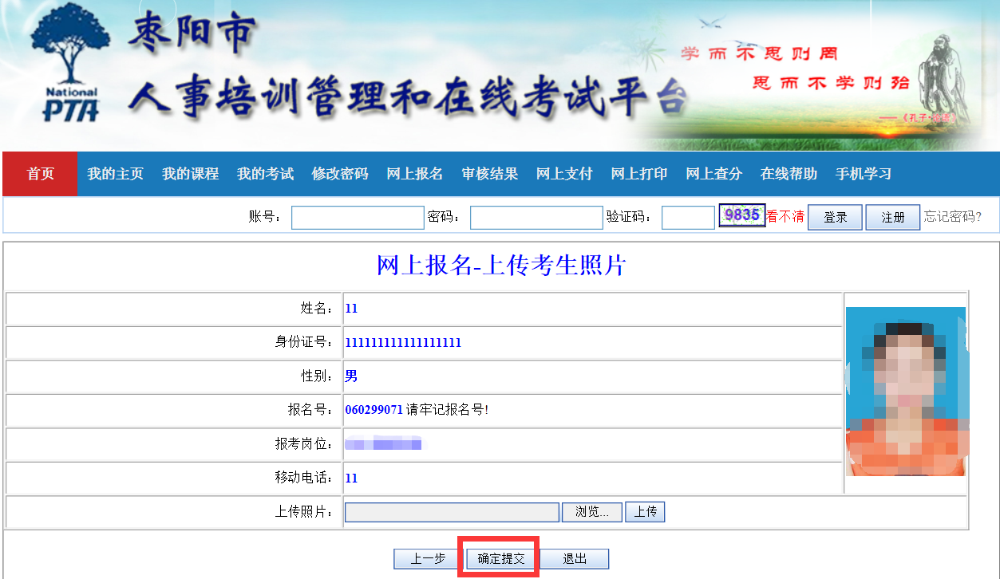 枣阳市
人事培训管理和在线考试平台
National
PTA
学而不思则罔
思而不学则殆
——《孔子·论语》
首页 我的主页 我的课程 我的考试 修改密码 网上报名 审核结果 网上支付 网上打印 网上查分 在线帮助 手机学习
账号： 密码： 验证码： 9835 看不清 登录 注册 忘记密码?
网上报名-上传考生照片
姓名： 11
身份证号： 111111111111111111
性别： 男
报名号： 060299071 请牢记报名号!
报考岗位：
移动电话： 11
上传照片： 浏览... 上传
上一步 确定提交 退出